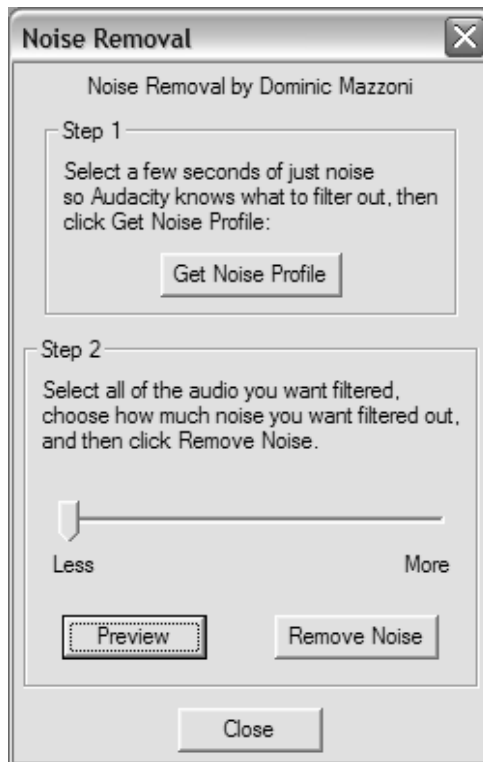 Noise Removal
Noise Removal by Dominic Mazzoni
Step 1
Select a few seconds of just noise
so Audacity knows what to filter out, then
click Get Noise Profile:
Get Noise Profile
Step 2
Select all of the audio you want filtered,
choose how much noise you want filtered out,
and then click Remove Noise.
Less More
Preview Remove Noise
Close